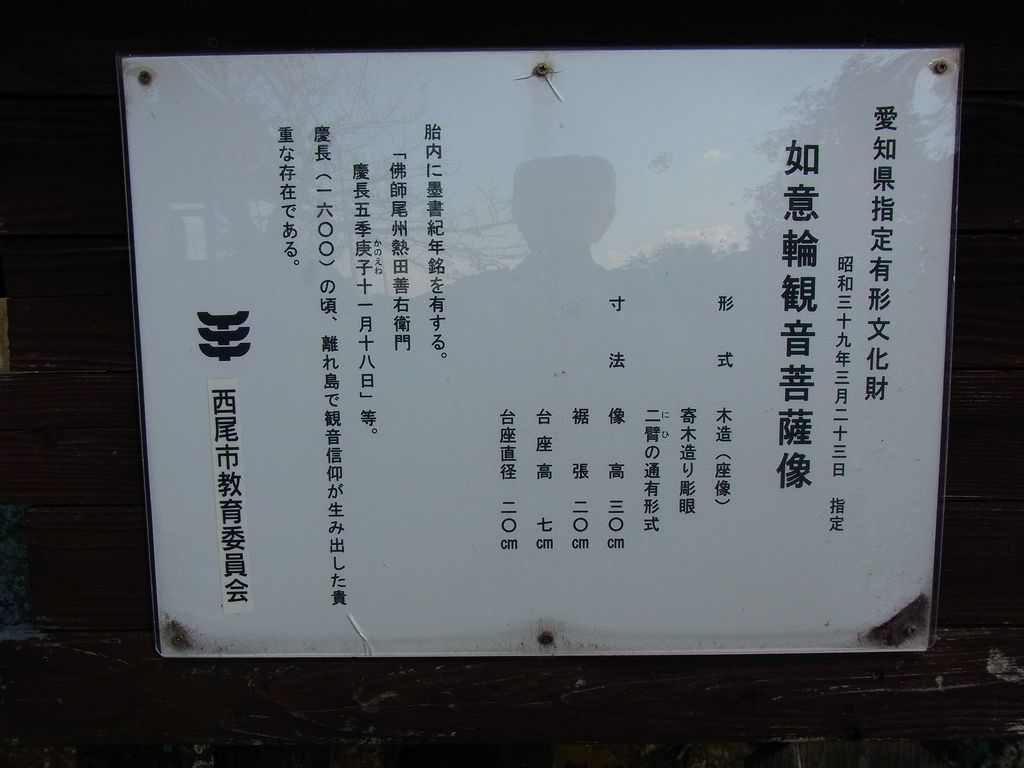 愛知県指定有形文化財
昭和三十九年三月二十三日 指定
如意輪観音菩薩像
形式 木造（座像）
寄木造り彫眼
二臂の通有形式
にひ
寸法 像高 三〇㎝
裾張 二〇㎝
台座高 七㎝
台座直径 二〇㎝
胎内に墨書紀年銘を有する。
「佛師尾州熱田善右衛門
慶長五季庚子十一月十八日」等。
かのえね
慶長（一六〇〇）の頃、離れ島で観音信仰が生み出した貴
重な存在である。
西尾市教育委員会